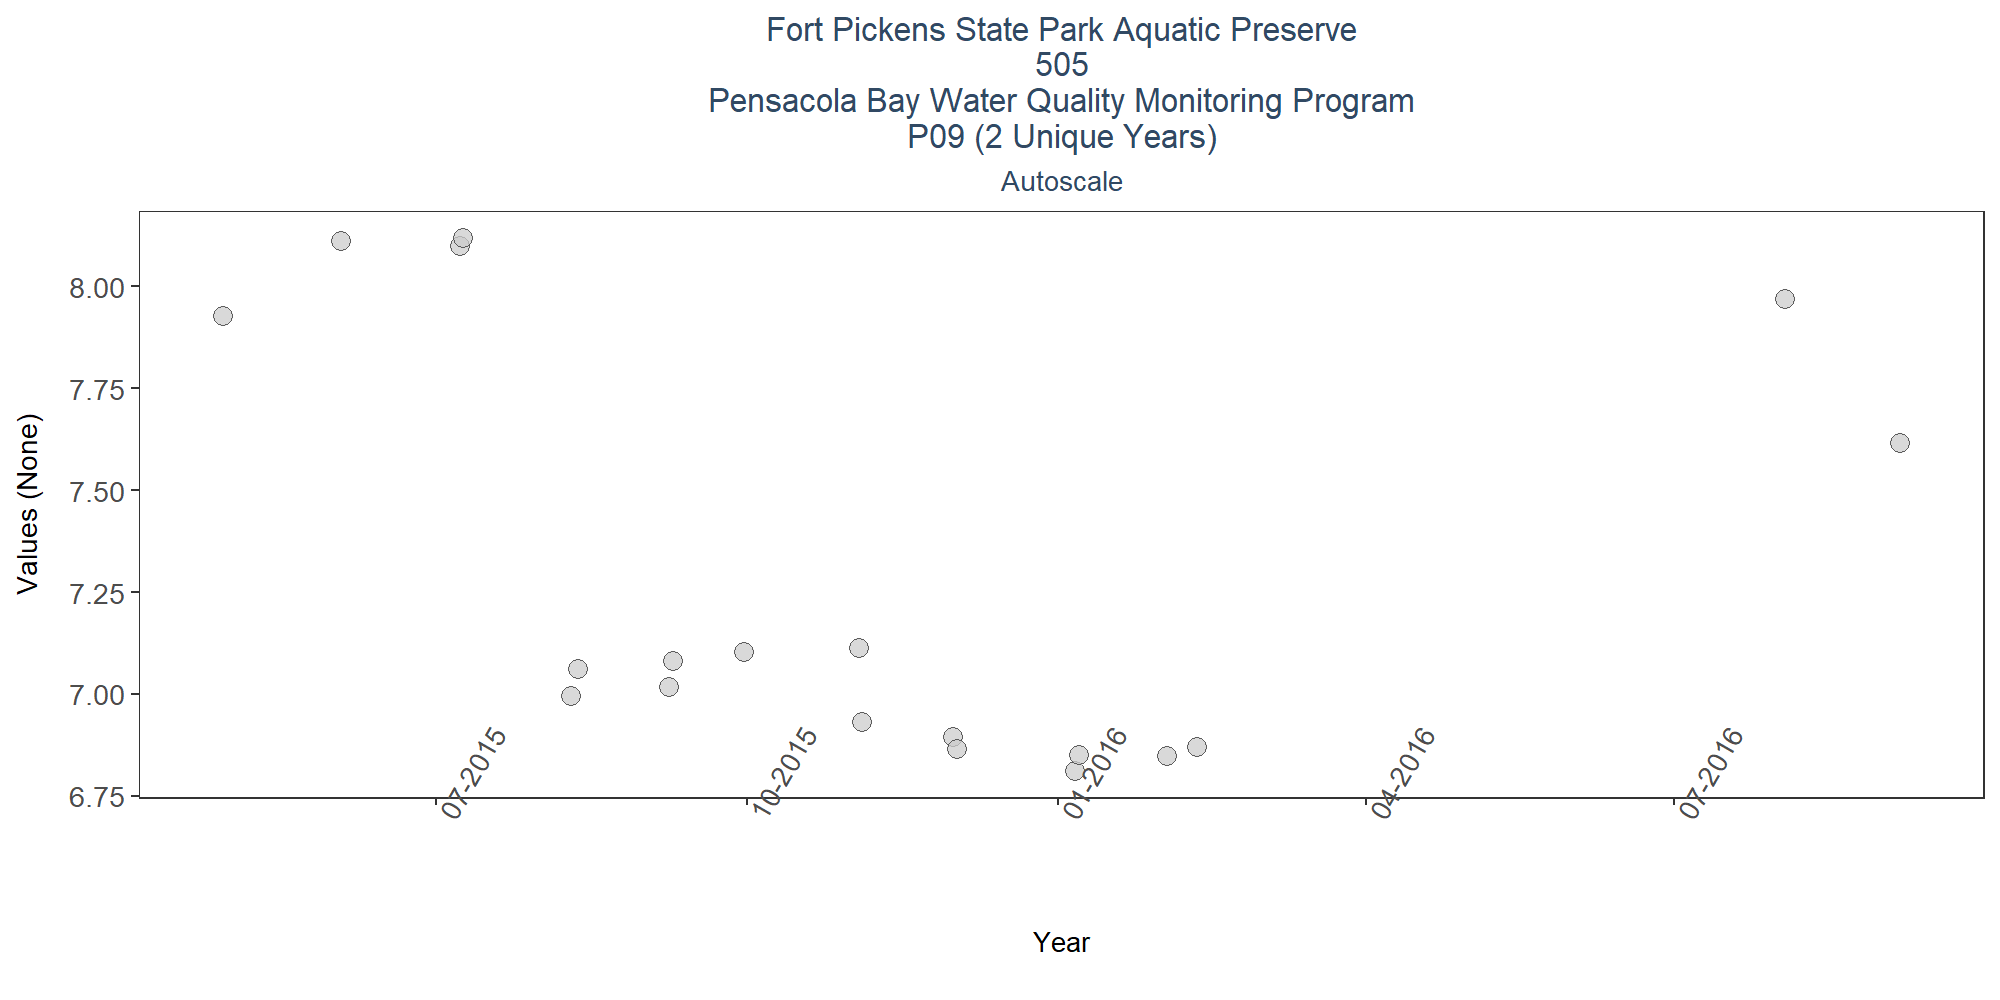 Fort Pickens State Park Aquatic Preserve
505
Pensacola Bay Water Quality Monitoring Program
P09 (2 Unique Years)
Autoscale
Values (None)
8.00
7.75
7.50
7.25
7.00
6.75
07-2015
10-2015
01-2016
04-2016
07-2016
Year